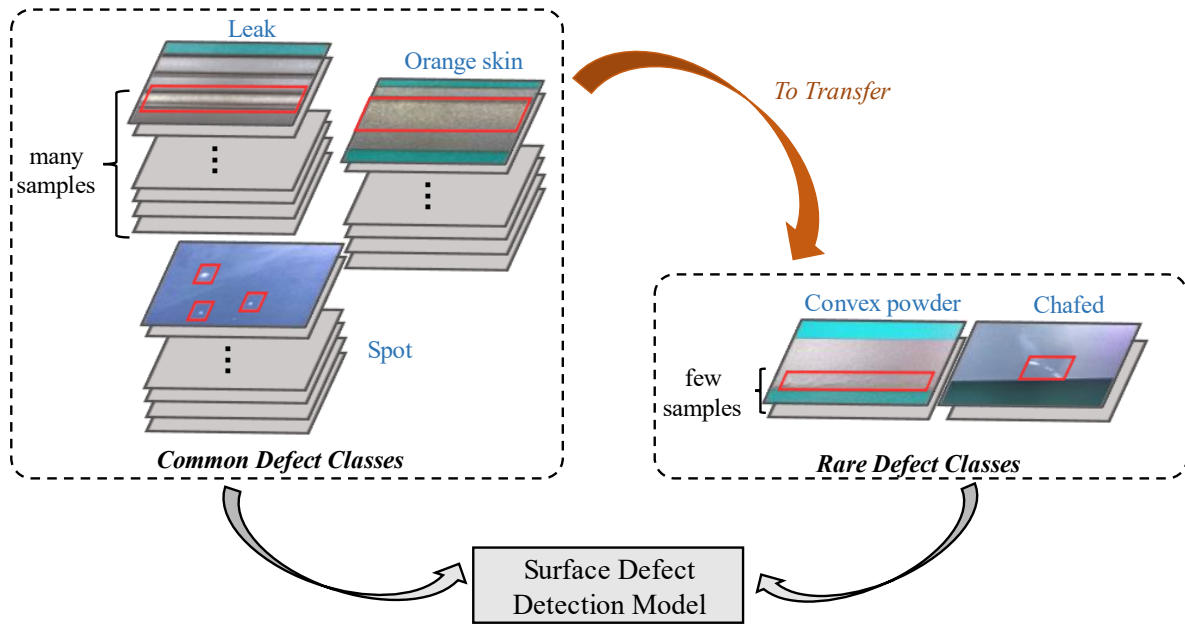 Leak
Orange skin
To Transfer
many
samples
Spot
Common Defect Classes
Convex powder
Chafed
few
samples
Rare Defect Classes
Surface Defect
Detection Model